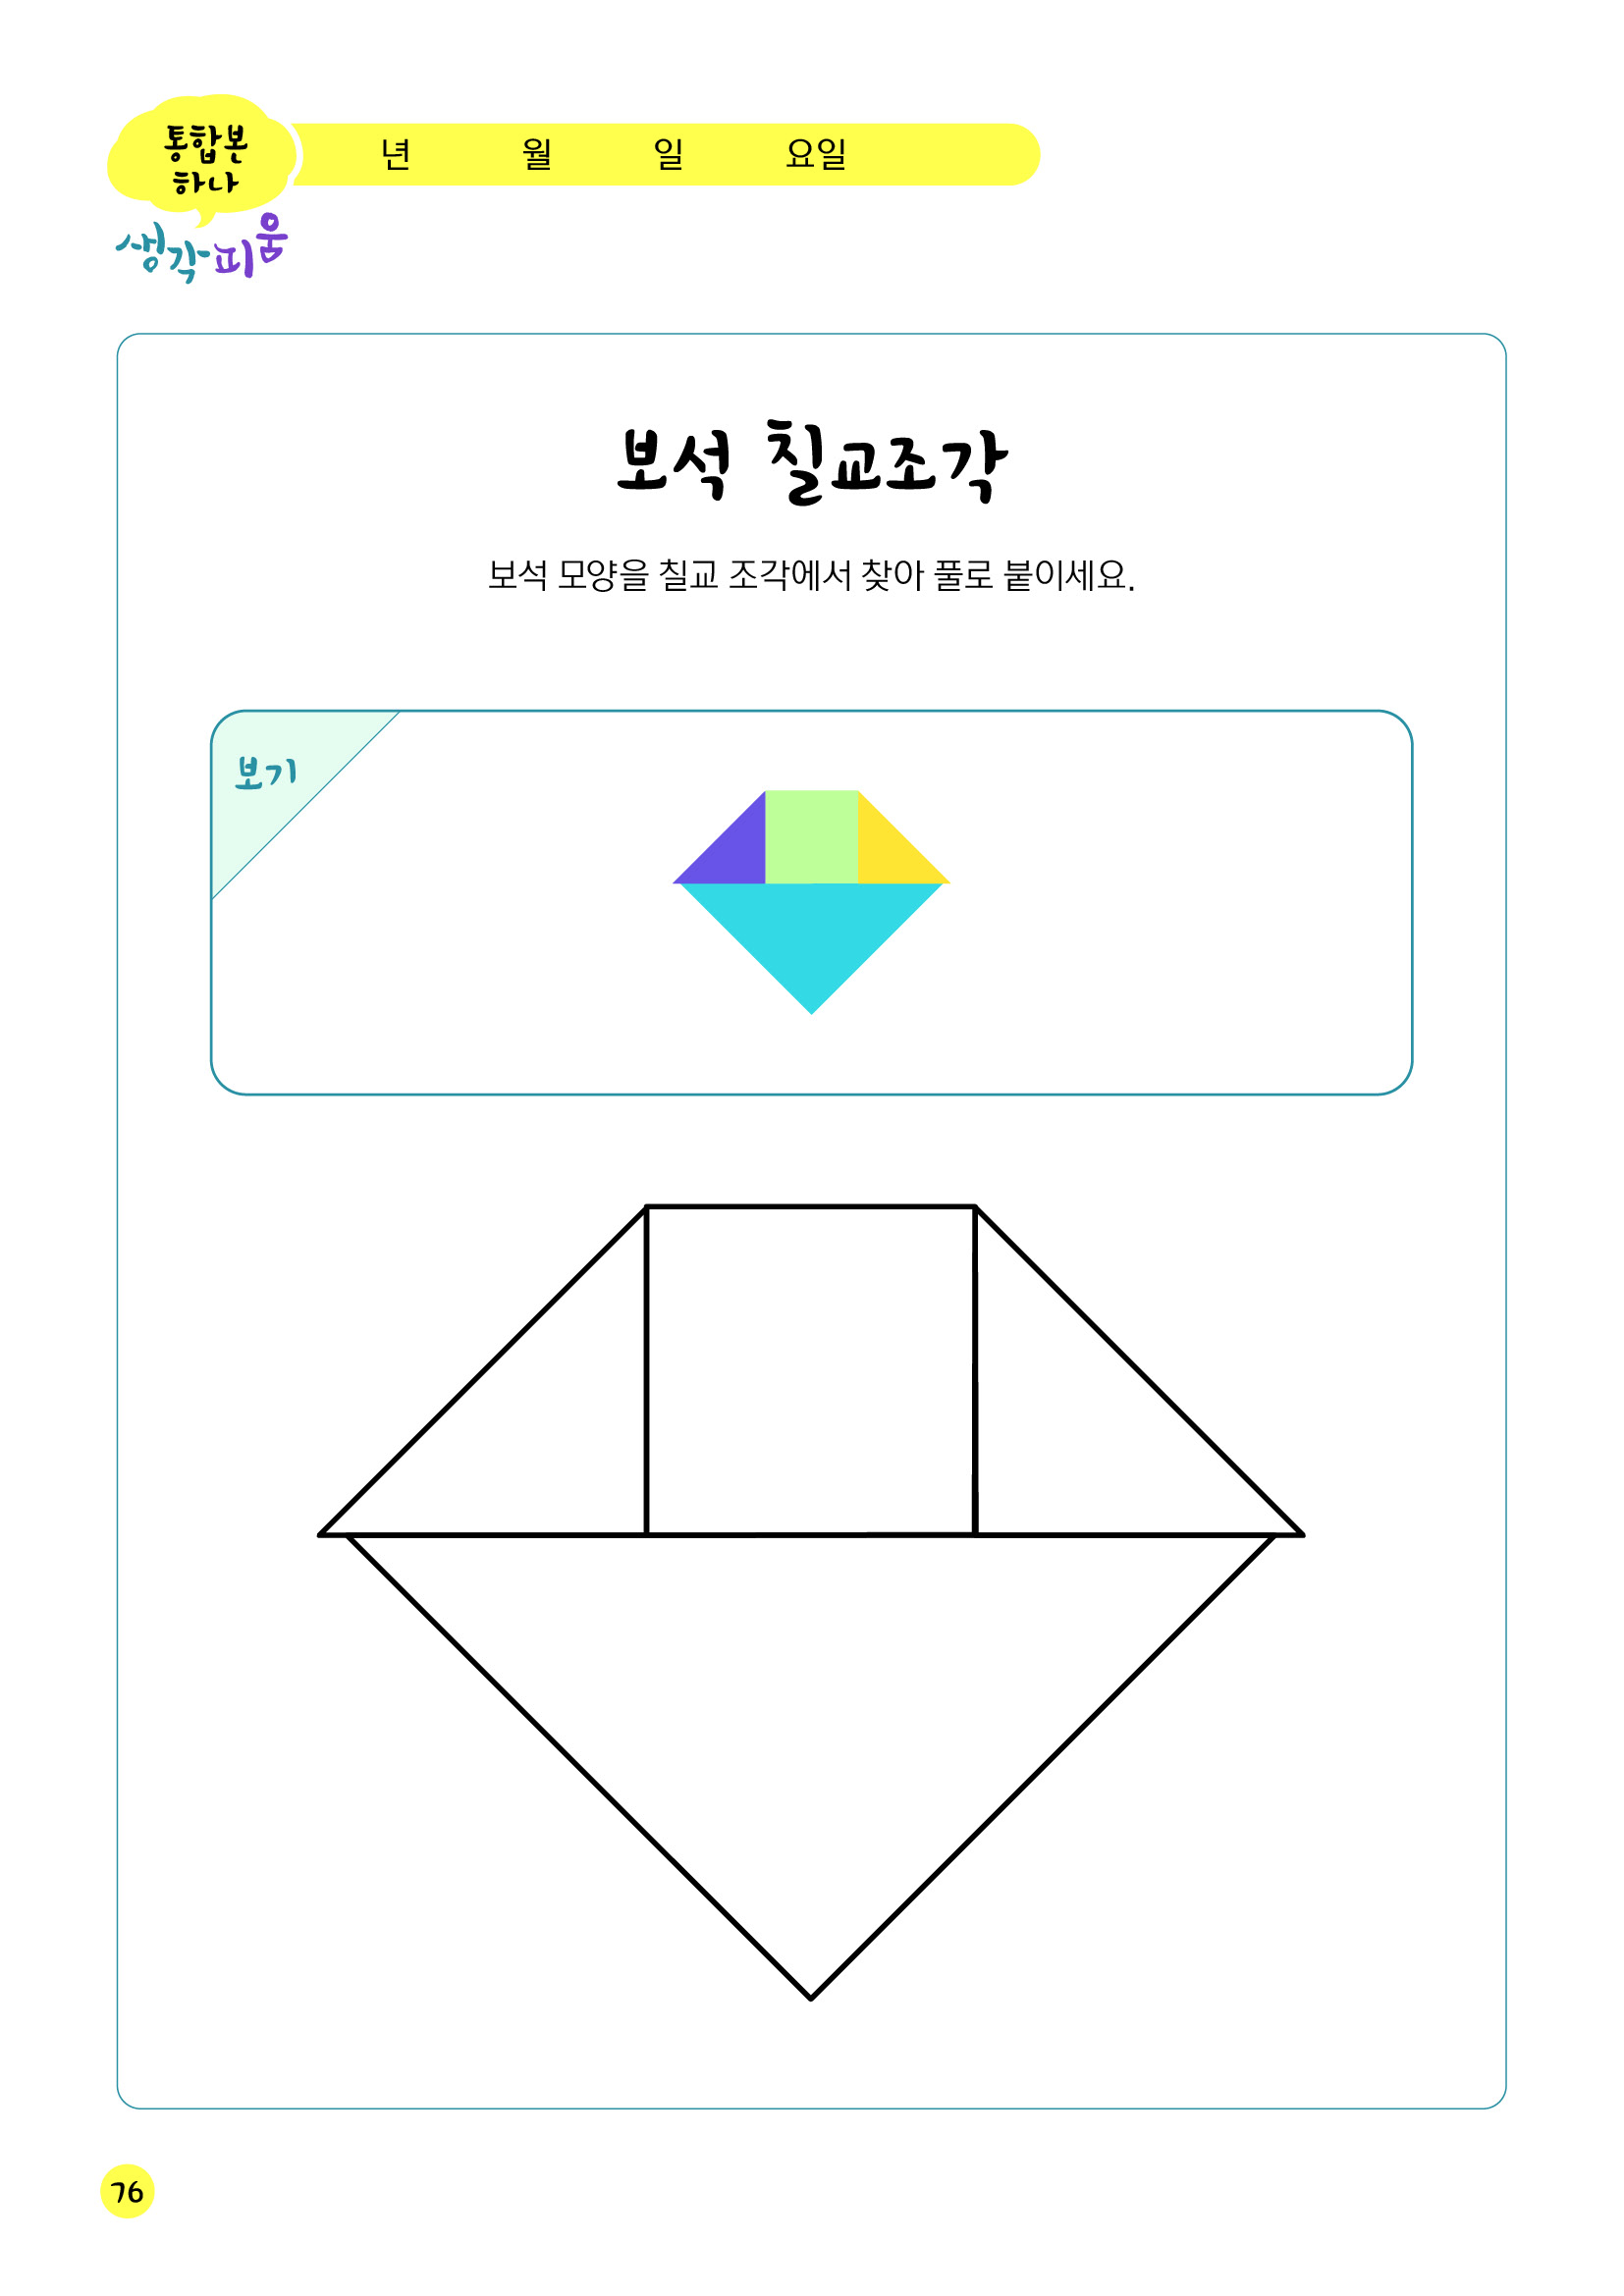 통합본
하나
년 월 일 요일
생각피움
보석 칠교조각
보석 모양을 칠교 조각에서 찾아 풀로 붙이세요.
보기
76